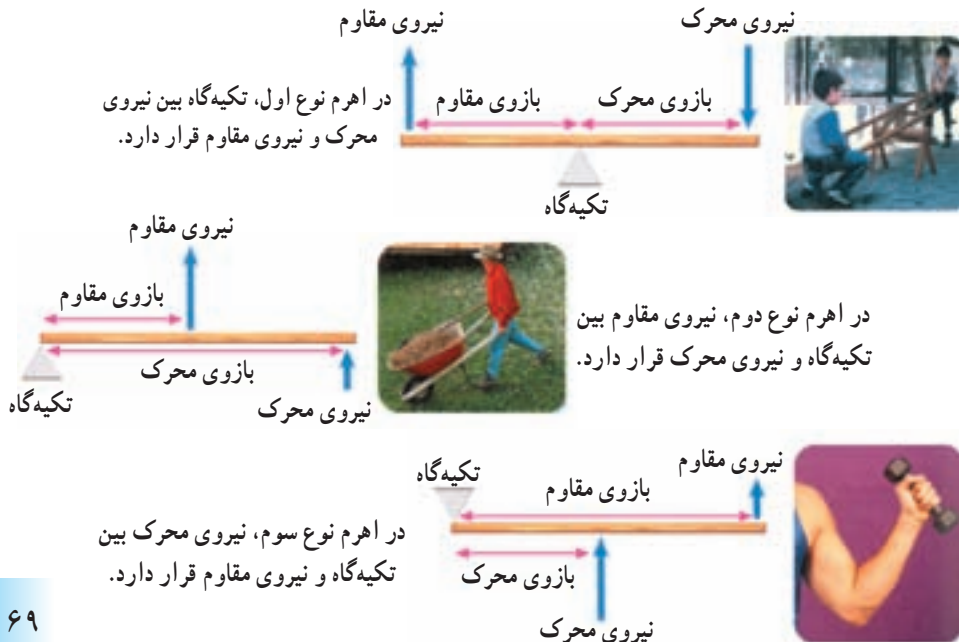 نیروی محرک
نیروی مقاوم
بازوی محرک
بازوی مقاوم
در اهرم نوع اول، تکیه‌گاه بین نیروی
محرک و نیروی مقاوم قرار دارد.
تکیه‌گاه
نیروی مقاوم
بازوی مقاوم
بازوی محرک
تکیه‌گاه
نیروی محرک
در اهرم نوع دوم، نیروی مقاوم بین
تکیه‌گاه و نیروی محرک قرار دارد.
نیروی مقاوم
تکیه‌گاه
بازوی مقاوم
در اهرم نوع سوم، نیروی محرک بین
تکیه‌گاه و نیروی مقاوم قرار دارد.
بازوی محرک
نیروی محرک
۶۹